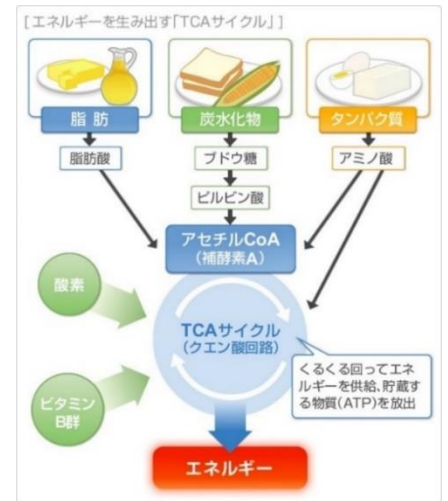 [エネルギーを生み出す「TCAサイクル」]
脂肪
炭水化物
タンパク質
脂肪酸
ブドウ糖
アミノ酸
ピルビン酸
アセチルCoA
(補酵素A)
酸素
TCAサイクル
(クエン酸回路)
くるくる回ってエネ
ルギーを供給、貯蔵す
る物質(ATP)を放出
ビタミン
B群
エネルギー